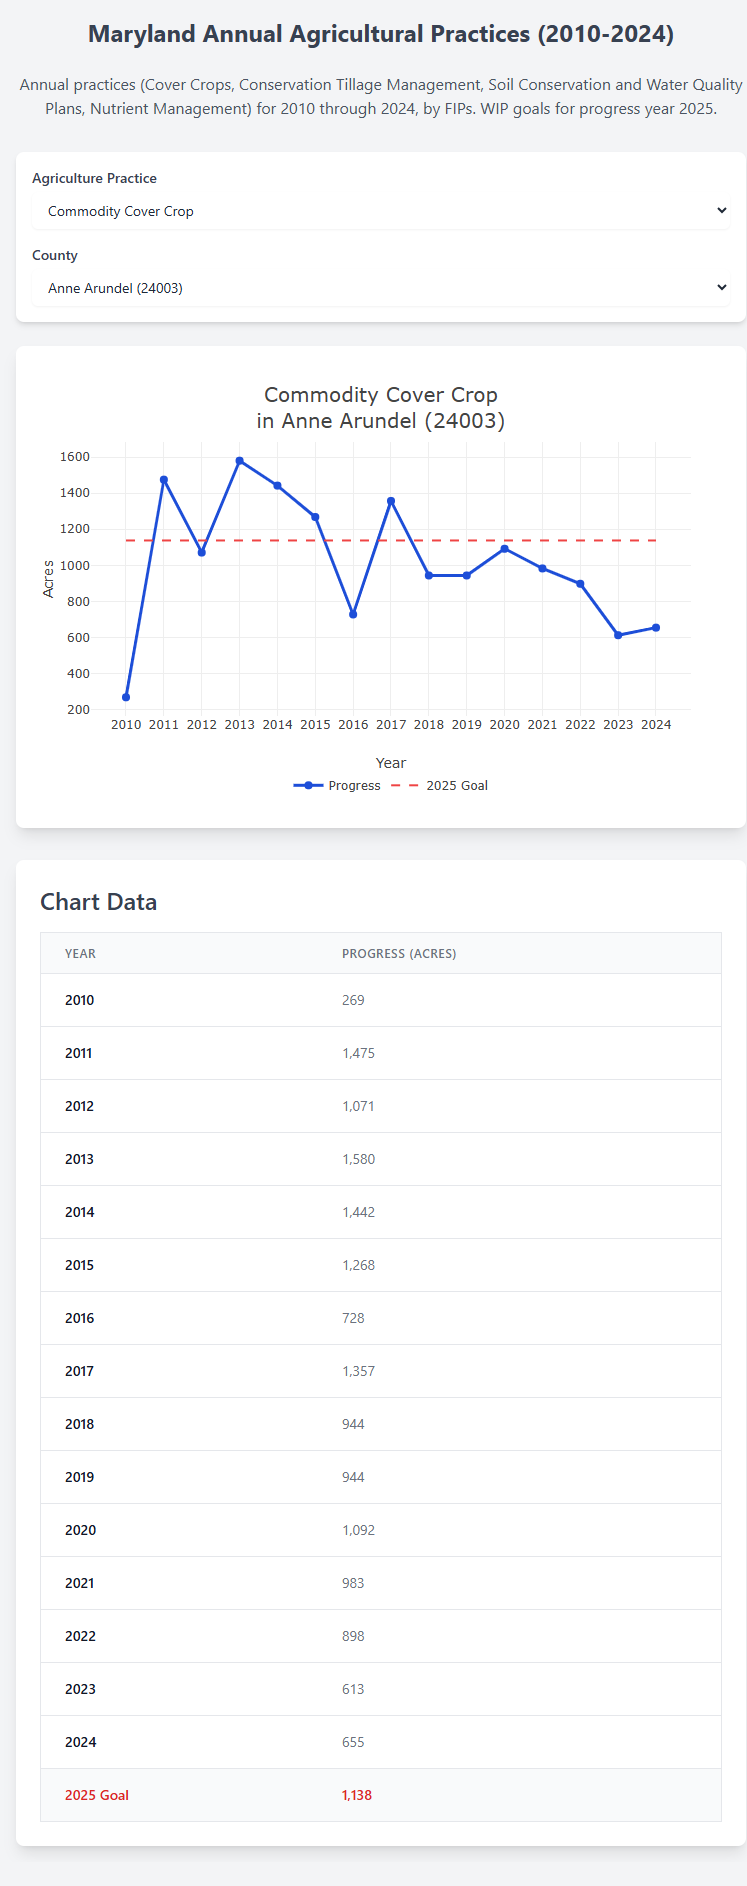 Maryland Annual Agricultural Practices (2010-2024)
Annual practices (Cover Crops, Conservation Tillage Management, Soil Conservation and Water Quality
Plans, Nutrient Management) for 2010 through 2024, by FIPs. WIP goals for progress year 2025.
Agriculture Practice
Commodity Cover Crop
County
Anne Arundel (24003)
Commodity Cover Crop
in Anne Arundel (24003)
1600
1400
1200
1000
800
600
400
200
Acres
2010 2011 2012 2013 2014 2015 2016 2017 2018 2019 2020 2021 2022 2023 2024
Year
Progress 2025 Goal
Chart Data
YEAR PROGRESS (ACRES)
2010 269
2011 1,475
2012 1,071
2013 1,580
2014 1,442
2015 1,268
2016 728
2017 1,357
2018 944
2019 944
2020 1,092
2021 983
2022 898
2023 613
2024 655
2025 Goal 1,138